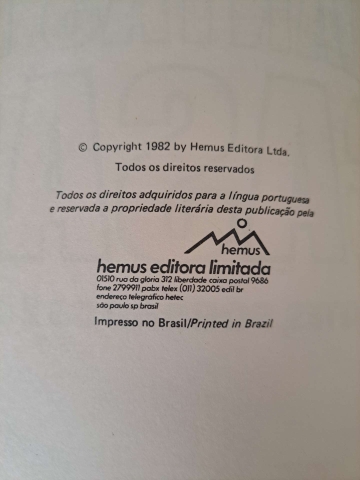 © Copyright 1982 by Hemus Editora Ltda.
Todos os direitos reservados
Todos os direitos adquiridos para a língua portuguesa
e reservada a propriedade literária desta publicação pela
hemus
hemus editora limitada
01510 rua da glória 312 liberdade caixa postal 9686
fone 2799911 pabx telex (011) 32005 edil br
endereço telegráfico hetec
são paulo sp brasil
Impresso no Brasil/Printed in Brazil